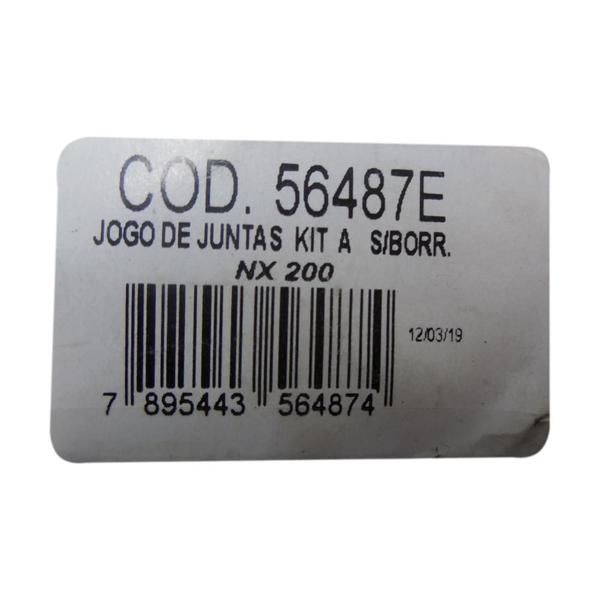 COD. 56487E
JOGO DE JUNTAS KIT A S/BORR.
NX 200
12/03/19
7 895443 564874